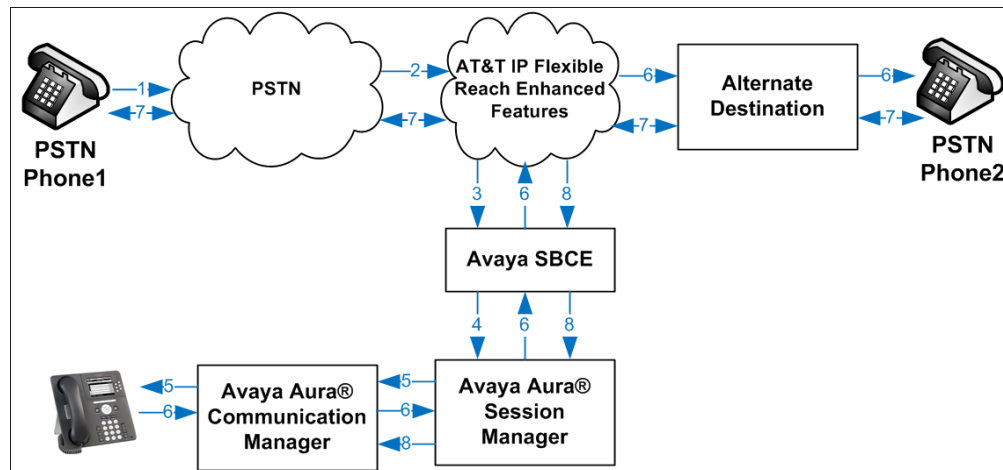 PSTN
Phone1
1
7
PSTN
2
7
AT&T IP Flexible
Reach Enhanced
Features
6
7
Alternate
Destination
6
7
PSTN
Phone2
3
6
8
Avaya SBCE
4
6
8
5
6
Avaya Aura®
Communication
Manager
5
6
8
Avaya Aura®
Session
Manager